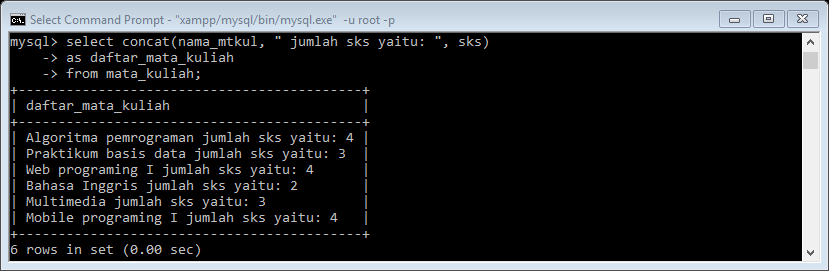 Select Command Prompt - "xampp/mysql/bin/mysql.exe" -u root -p
mysql> select concat(nama_mtkul, " jumlah sks yaitu: ", sks)
    -> as daftar_mata_kuliah
    -> from mata_kuliah;
+------------------------------------------+
| daftar_mata_kuliah                       |
+------------------------------------------+
| Algoritma pemrograman jumlah sks yaitu: 4 |
| Praktikum basis data jumlah sks yaitu: 3  |
| Web programing I jumlah sks yaitu: 4      |
| Bahasa Inggris jumlah sks yaitu: 2        |
| Multimedia jumlah sks yaitu: 3            |
| Mobile programing I jumlah sks yaitu: 4   |
+------------------------------------------+
6 rows in set (0.00 sec)